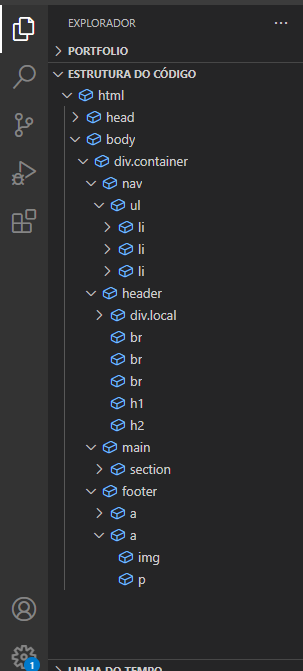 EXPLORADOR
PORTFOLIO
ESTRUTURA DO CÓDIGO
html
head
body
div.container
nav
ul
li
li
li
header
div.local
br
br
br
h1
h2
main
section
footer
a
a
img
p
1
LINHA DO TEMPO